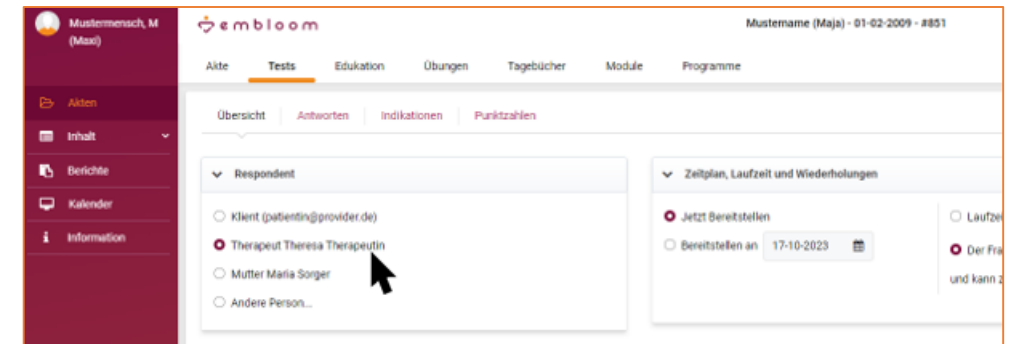 Mustermensch, M
(Maxi)
embloom
Mustername (Maja) - 01-02-2009 - #851
Akte Tests Edukation Übungen Tagebücher Module Programme
Akten
Inhalt
Berichte
Kalender
Information
Übersicht Antworten Indikationen Punktzahlen
Respondent
Klient (patientin@provider.de)
Therapeut Theresa Therapeutin
Mutter Maria Sorger
Andere Person...
Zeitplan, Laufzeit und Wiederholungen
Jetzt Bereitstellen
Bereitstellen an 17-10-2023
Der
und kann